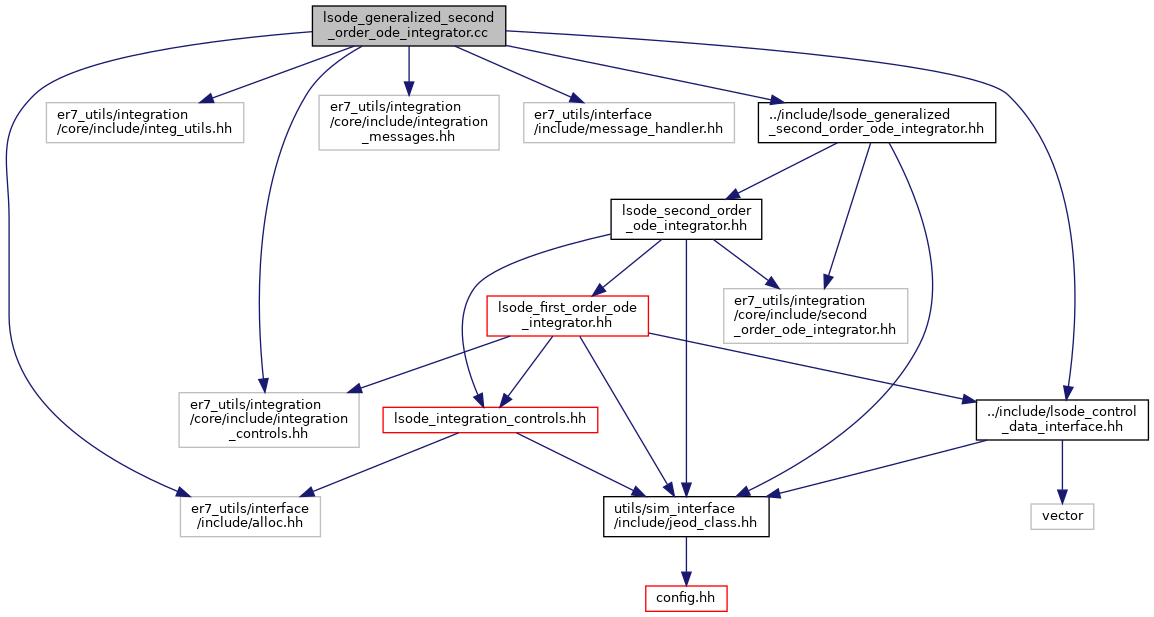 lsode_generalized_second
_order_ode_integrator.cc
er7_utils/integration
/core/include/integ_utils.hh
er7_utils/integration
/core/include/integration
_messages.hh
er7_utils/interface
/include/message_handler.hh
../include/lsode_generalized
_second_order_ode_integrator.hh
lsode_second_order
_ode_integrator.hh
er7_utils/integration
/core/include/second
_order_ode_integrator.hh
lsode_first_order_ode
_integrator.hh
er7_utils/integration
/core/include/integration
_controls.hh
lsode_integration_controls.hh
../include/lsode_control
_data_interface.hh
er7_utils/interface
/include/alloc.hh
utils/sim_interface
/include/jeod_class.hh
vector
config.hh